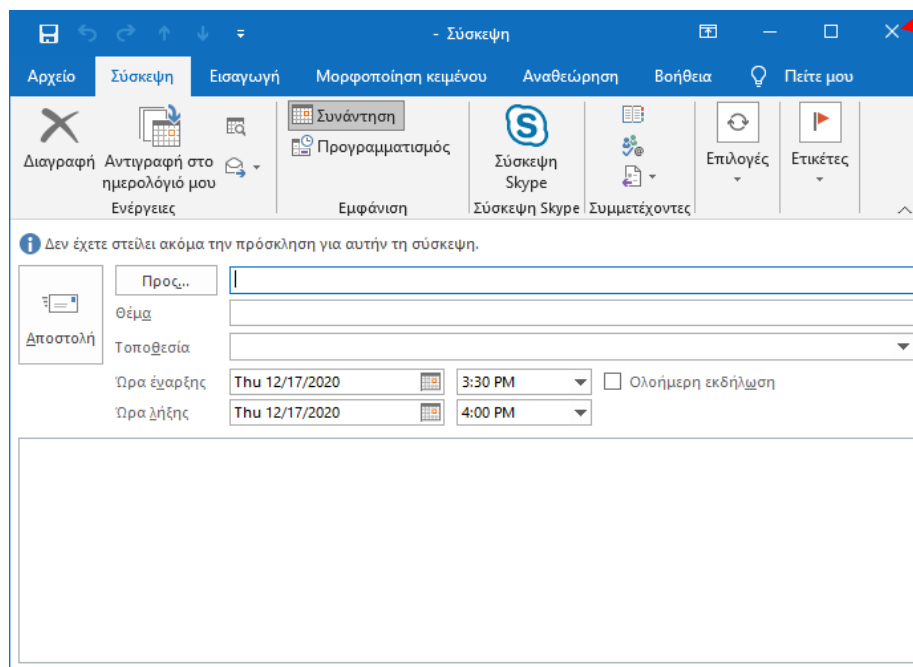 - Σύσκεψη
Αρχείο Σύσκεψη Εισαγωγή Μορφοποίηση κειμένου Αναθεώρηση Βοήθεια Πείτε μου
Διαγραφή Αντιγραφή στο ημερολόγιό μου
Συνάντηση
Προγραμματισμός
Σύσκεψη Skype
Επιλογές
Ετικέτες
Ενέργειες Εμφάνιση Σύσκεψη Skype Συμμετέχοντες
Δεν έχετε στείλει ακόμα την πρόσκληση για αυτήν τη σύσκεψη.
Αποστολή
Προς...
Θέμα
Τοποθεσία
Ώρα έναρξης Thu 12/17/2020 3:30 PM Ολοήμερη εκδήλωση
Ώρα λήξης Thu 12/17/2020 4:00 PM